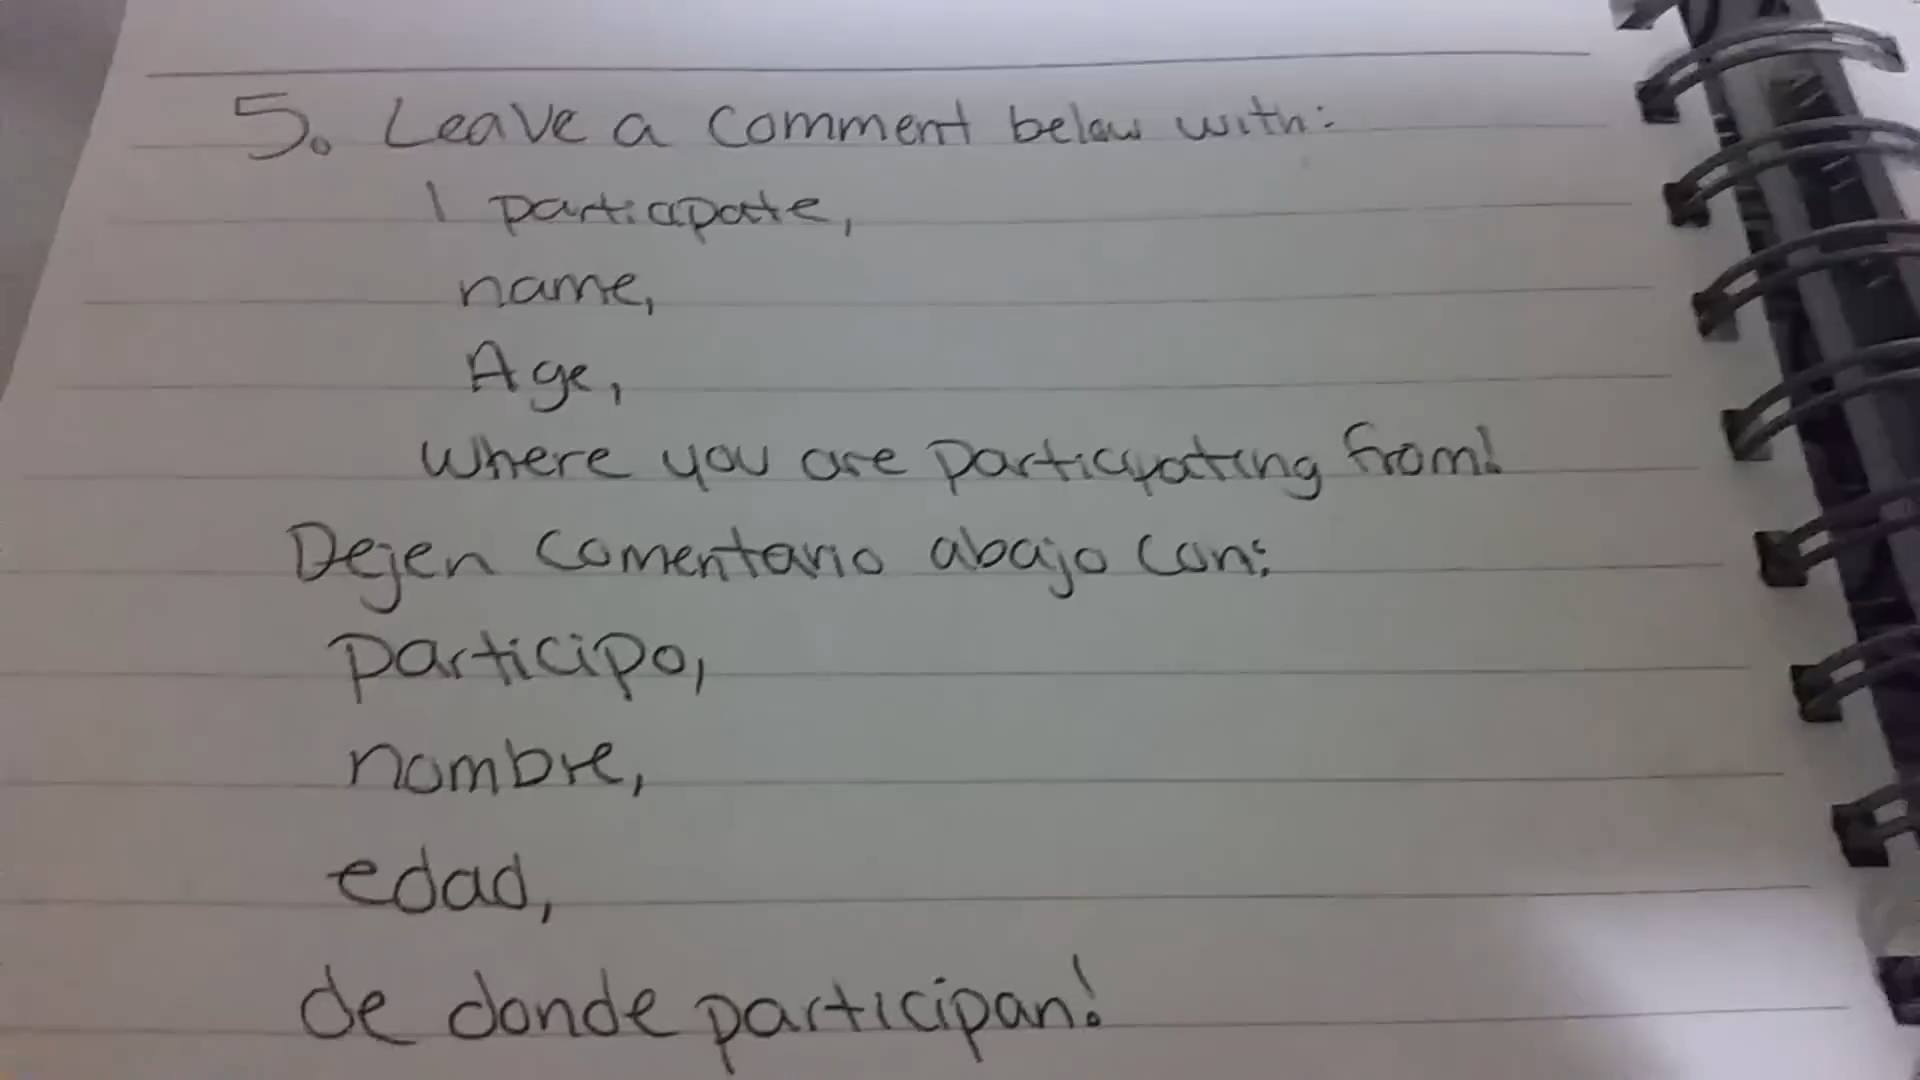 5. Leave a comment below with:
I participate,
name,
Age,
where you are participating from!
Dejen comentario abajo con:
participo,
nombre,
edad,
de donde participan!